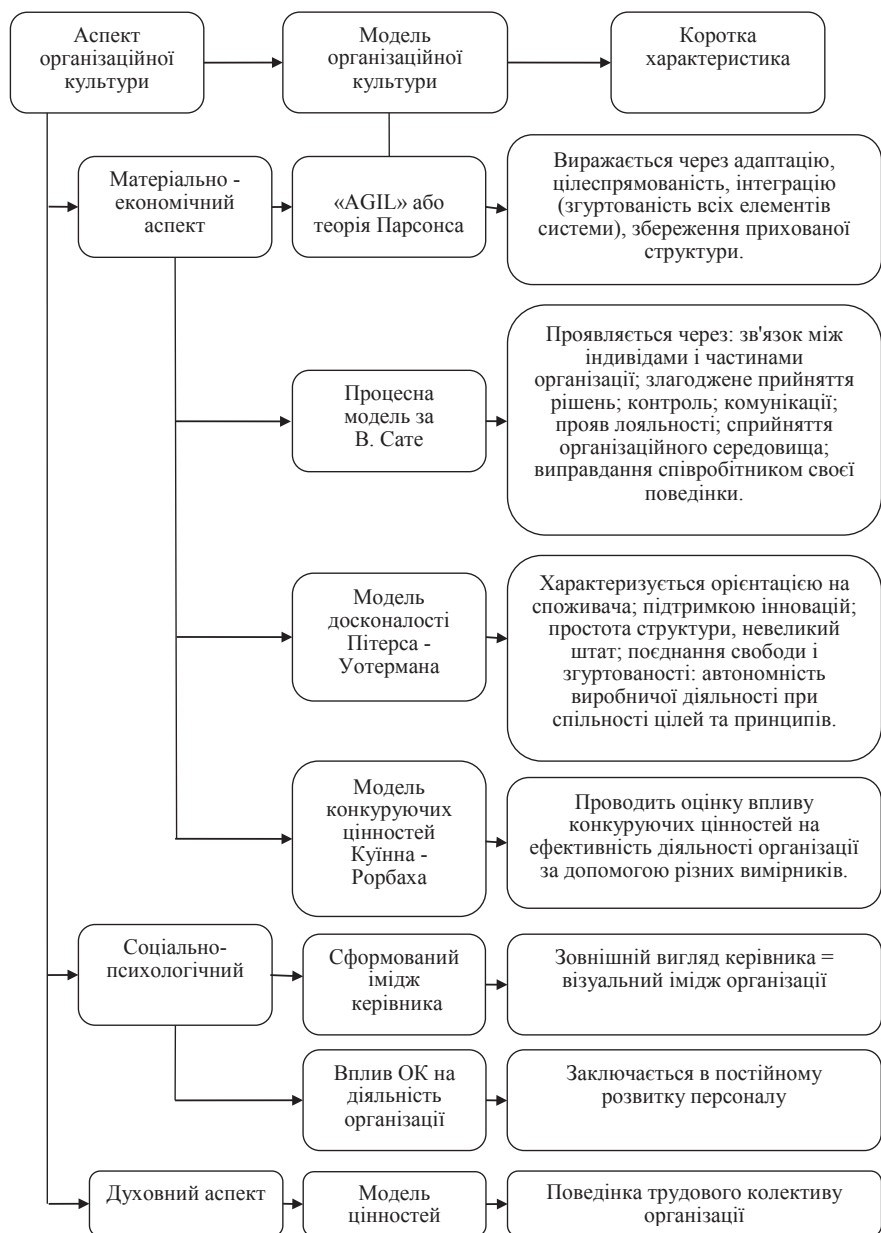 Аспект
організаційної
культури
Модель
організаційної
культури
Коротка
характеристика
Матеріально -
економічний
аспект
«AGIL» або
теорія Парсонса
Виражається через адаптацію,
цілеспрямованість, інтеграцію
(згуртованість всіх елементів
системи), збереження прихованої
структури.
Процесна
модель за
В. Сате
Проявляється через: зв'язок між
індивідами і частинами
організації; злагоджене прийняття
рішень; контроль; комунікації;
прояв лояльності; сприйняття
організаційного середовища;
виправдання співробітником своєї
поведінки.
Модель
досконалості
Пітерса -
Уотермана
Характеризується орієнтацією на
споживача; підтримкою інновацій;
простота структури, невеликий
штат; поєднання свободи і
згуртованості: автономність
виробничої діяльності при
спільності цілей та принципів.
Модель
конкуруючих
цінностей
Куїнна -
Рорбаха
Проводить оцінку впливу
конкуруючих цінностей на
ефективність діяльності організації
за допомогою різних вимірників.
Соціально-
психологічний
Сформований
імідж
керівника
Зовнішній вигляд керівника =
візуальний імідж організації
Вплив ОК на
діяльність
організації
Заключається в постійному
розвитку персоналу
Духовний аспект
Модель
цінностей
Поведінка трудового колективу
організації